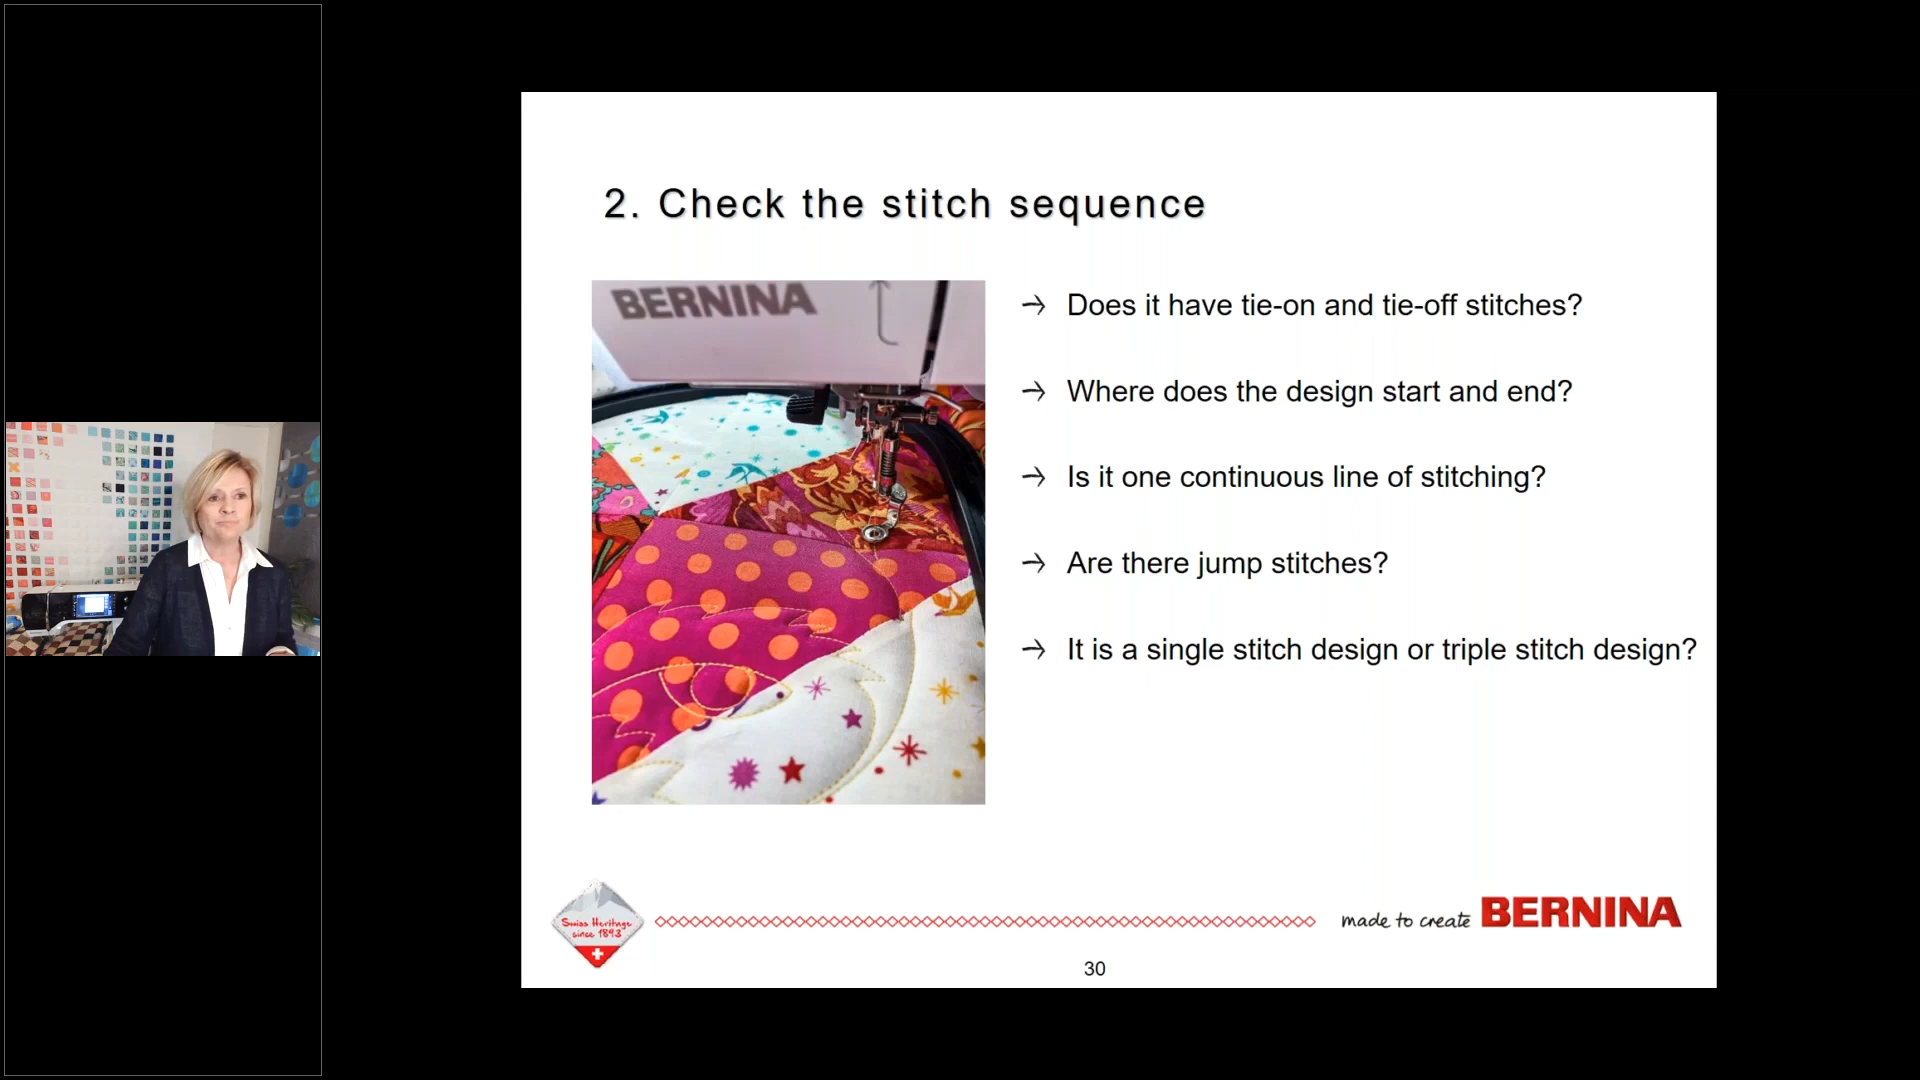 2. Check the stitch sequence
BERNINA
→ Does it have tie-on and tie-off stitches?
→ Where does the design start and end?
→ Is it one continuous line of stitching?
→ Are there jump stitches?
→ It is a single stitch design or triple stitch design?
Swiss Heritage
since 1893
made to create BERNINA
30